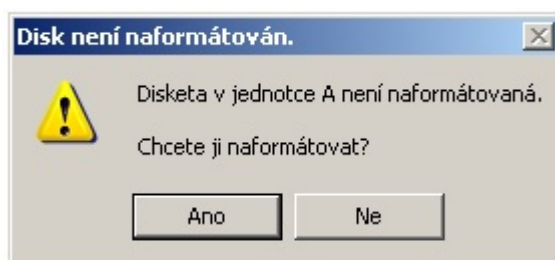 Disk není naformátován.
Disketa v jednotce A není naformátovaná.
Chcete ji naformátovat?
Ano
Ne